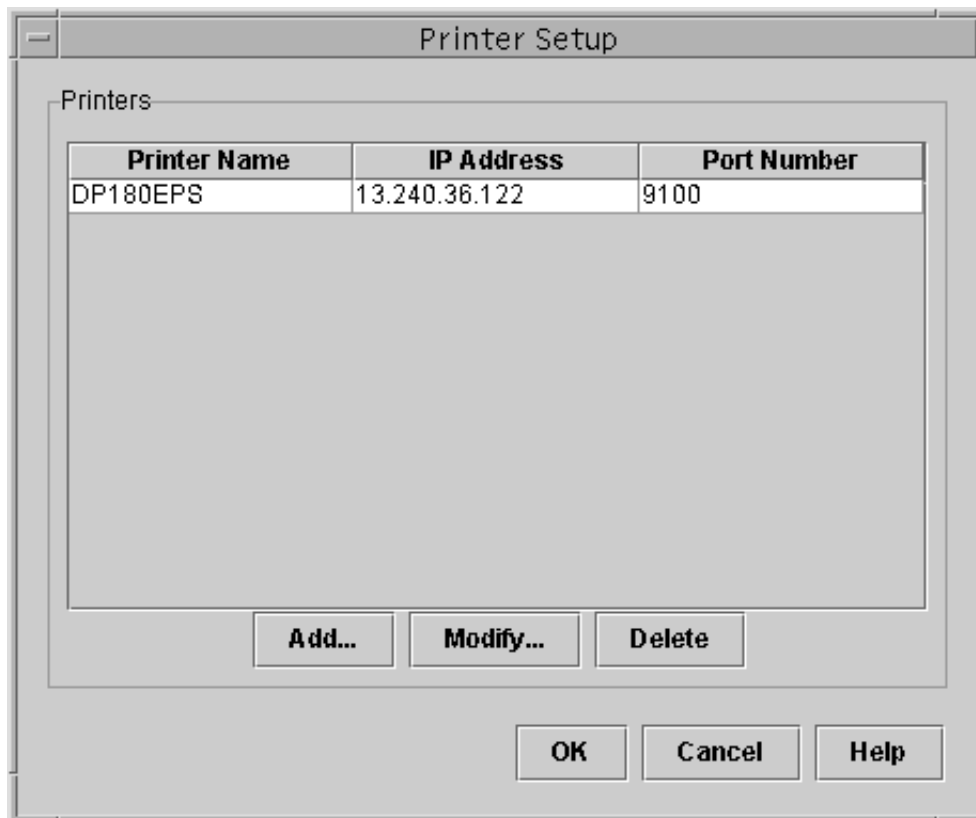 Printer Setup
Printers
Printer Name IP Address Port Number
DP180EPS 13.240.36.122 9100
Add... Modify... Delete
OK Cancel Help